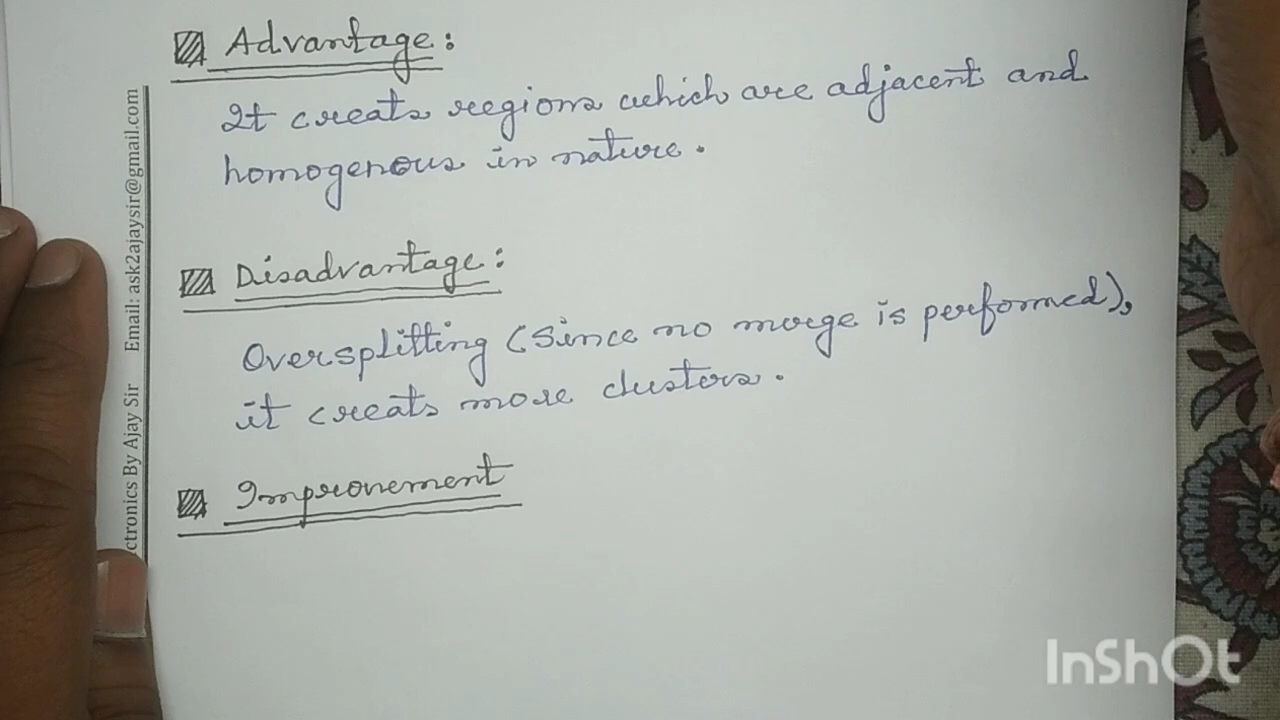 Advantage:
It creats regions which are adjacent and
homogenous in nature.
Disadvantage:
Oversplitting (Since no merge is performed),
it creats more clusters.
Improvement
ctronics By Ajay Sir Email: ask2ajaysir@gmail.com
InShOt